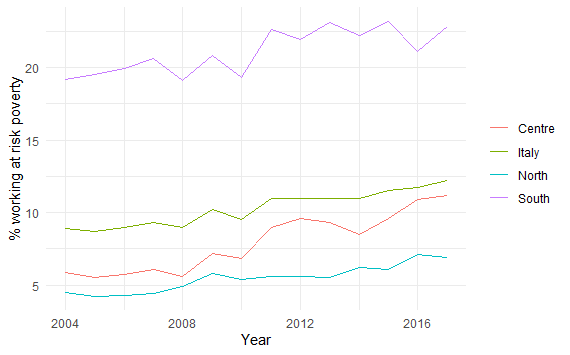 % working at risk poverty
20
15
10
5
2004
2008
2012
2016
Year
Centre
Italy
North
South